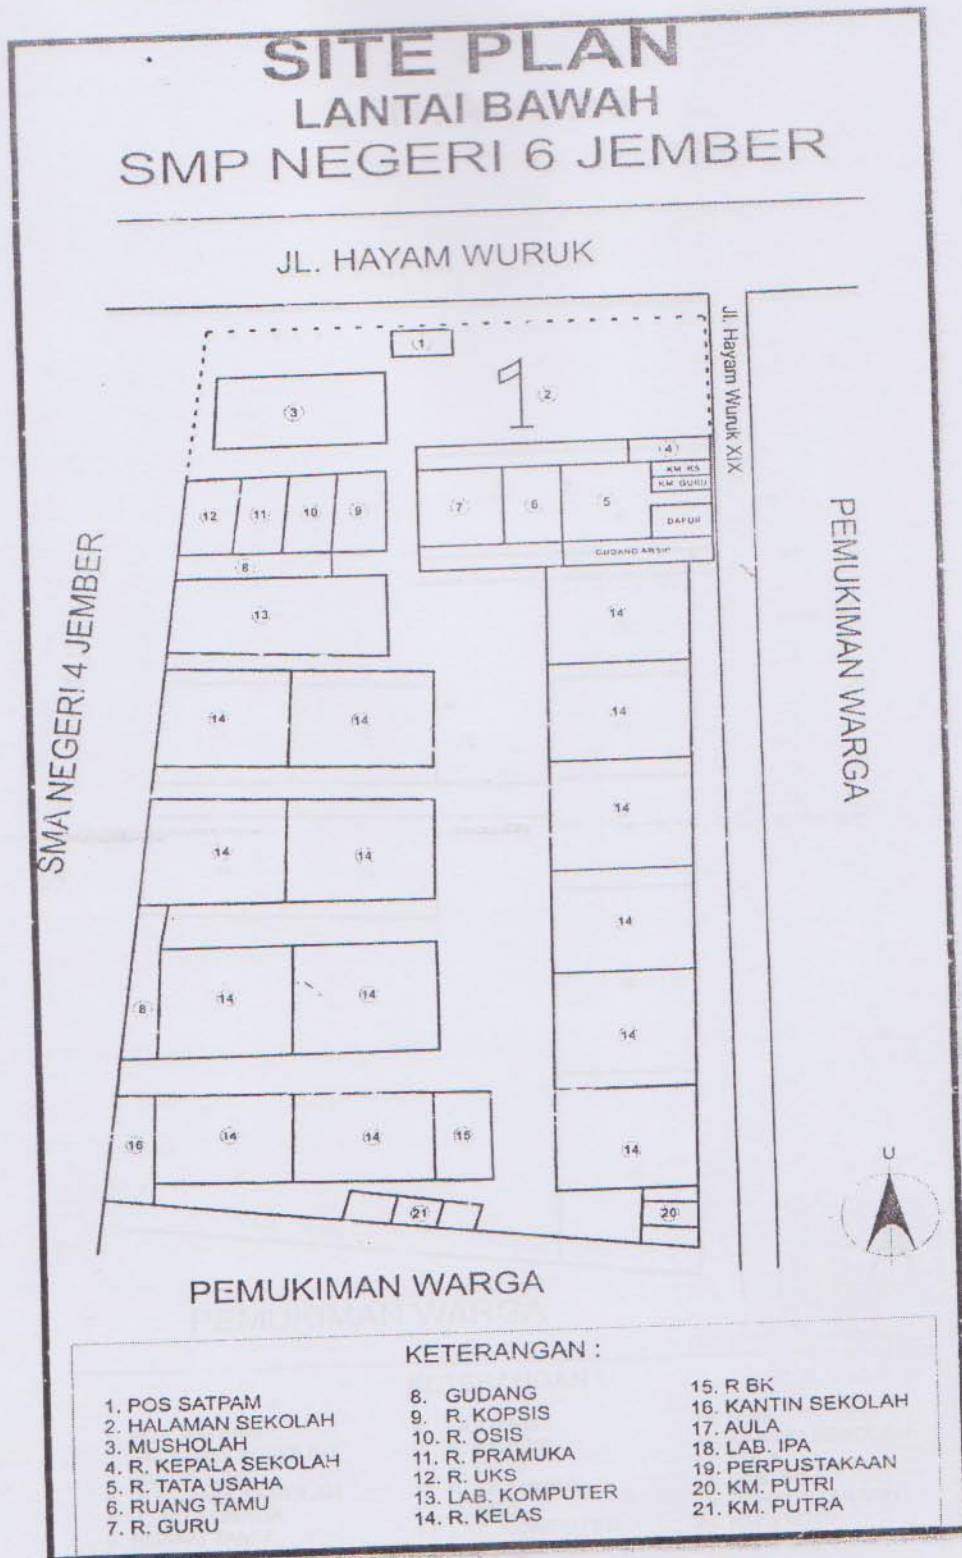 SITE PLAN
LANTAI BAWAH
SMP NEGERI 6 JEMBER
JL. HAYAM WURUK
Jl. Hayam Wuruk XIX
1
1
2
3
4
KM. KS
KM. GURU
12
11
10
9
7
6
5
DAPUR
8
GUDANG ARSIP
13
14
14
14
14
14
14
14
14
8
14
14
14
16
14
14
15
14
21
20
SMA NEGERI 4 JEMBER
PEMUKIMAN WARGA
U
PEMUKIMAN WARGA
KETERANGAN :
1. POS SATPAM
2. HALAMAN SEKOLAH
3. MUSHOLAH
4. R. KEPALA SEKOLAH
5. R. TATA USAHA
6. RUANG TAMU
7. R. GURU
8. GUDANG
9. R. KOPSIS
10. R. OSIS
11. R. PRAMUKA
12. R. UKS
13. LAB. KOMPUTER
14. R. KELAS
15. R BK
16. KANTIN SEKOLAH
17. AULA
18. LAB. IPA
19. PERPUSTAKAAN
20. KM. PUTRI
21. KM. PUTRA